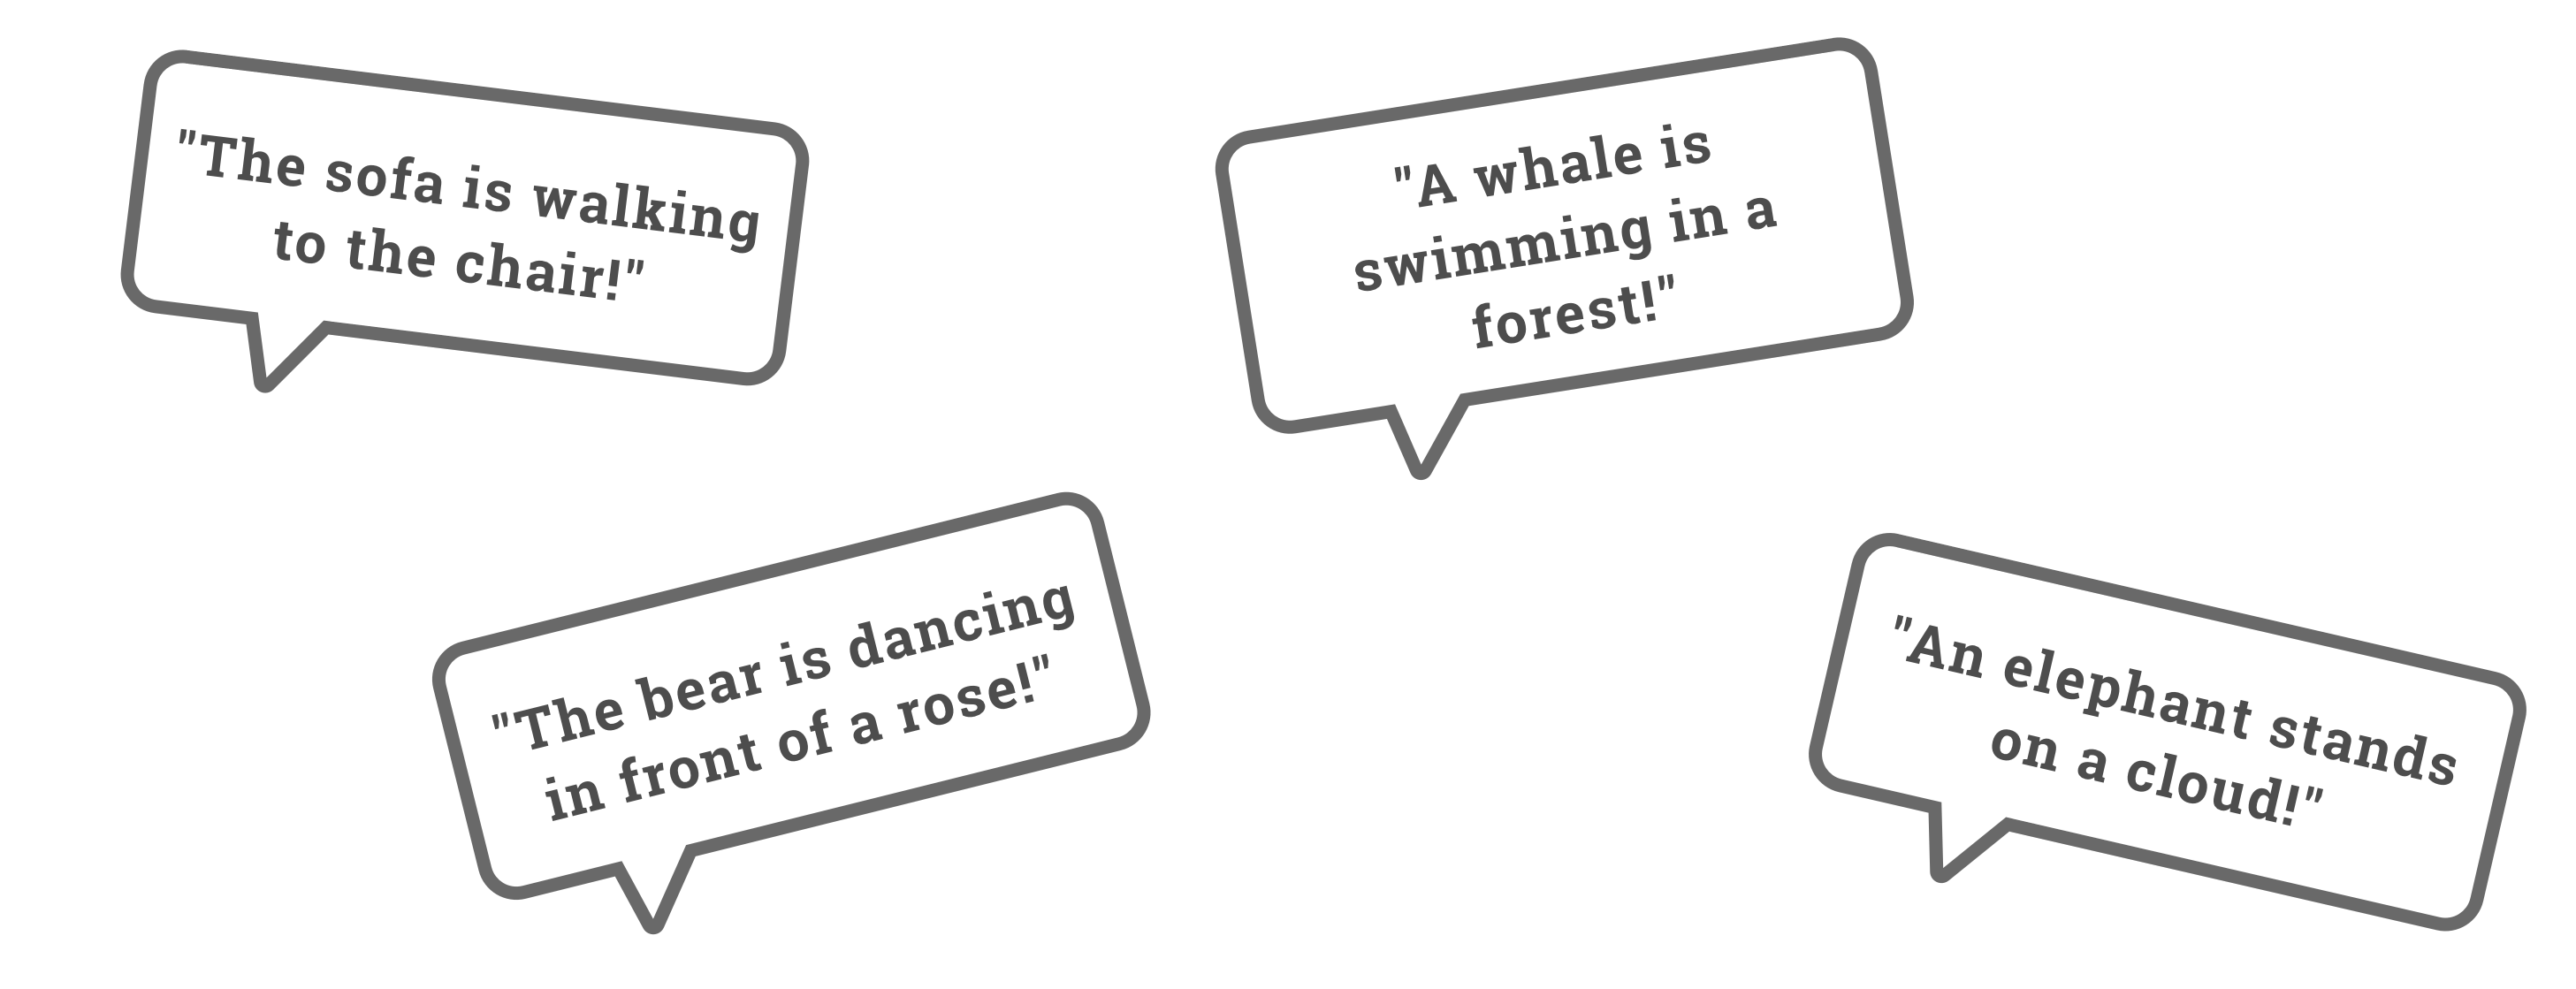 "The sofa is walking
to the chair!"
"A whale is
swimming in a
forest!"
"The bear is dancing
in front of a rose!"
"An elephant stands
on a cloud!"